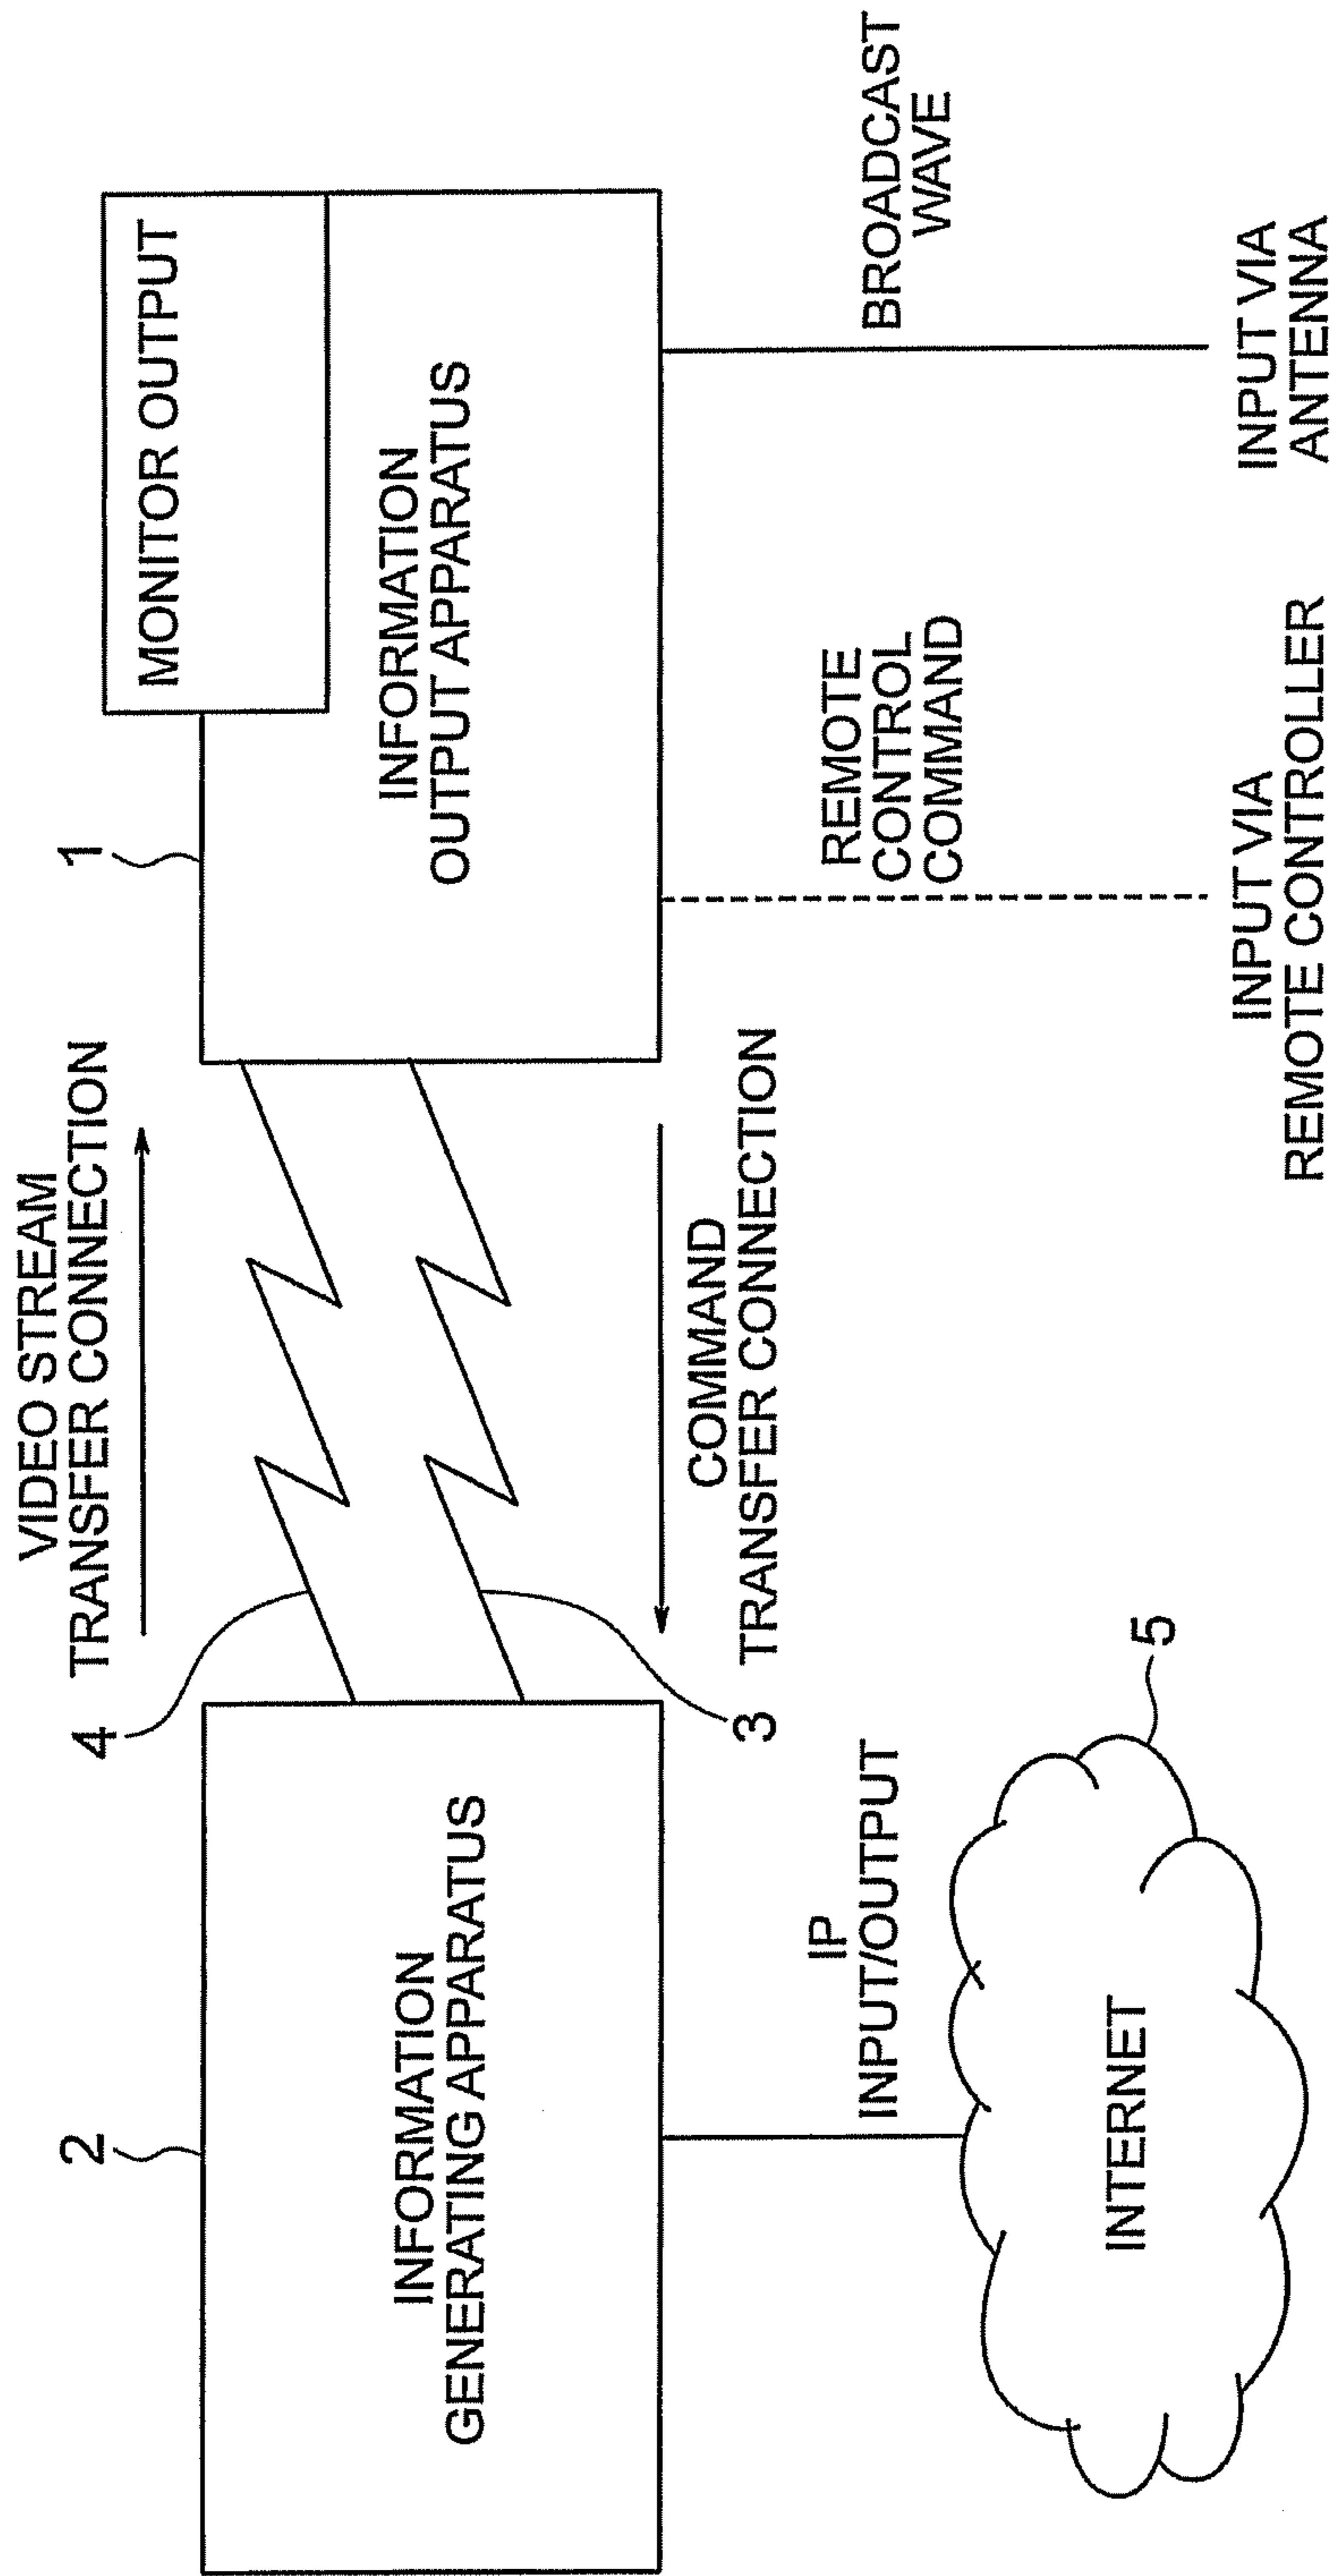 VIDEO STREAM
TRANSFER CONNECTION
4
3
COMMAND
TRANSFER CONNECTION
2
INFORMATION
GENERATING APPARATUS
1
MONITOR OUTPUT
INFORMATION
OUTPUT APPARATUS
IP
INPUT/OUTPUT
5
INTERNET
REMOTE
CONTROL
COMMAND
INPUT VIA
REMOTE CONTROLLER
BROADCAST
WAVE
INPUT VIA
ANTENNA